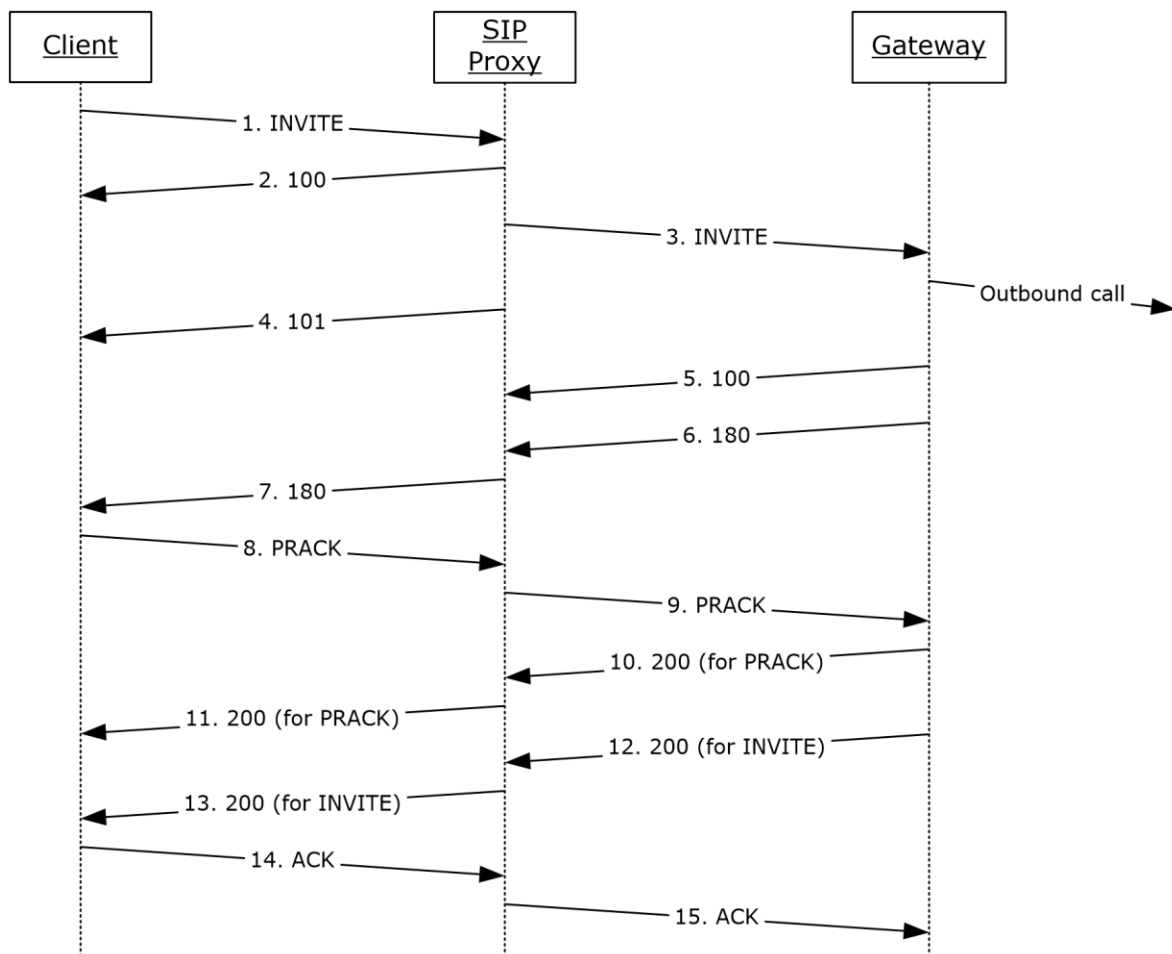 Client
SIP
Proxy
Gateway
1. INVITE
2. 100
3. INVITE
Outbound call
4. 101
5. 100
6. 180
7. 180
8. PRACK
9. PRACK
10. 200 (for PRACK)
11. 200 (for PRACK)
12. 200 (for INVITE)
13. 200 (for INVITE)
14. ACK
15. ACK